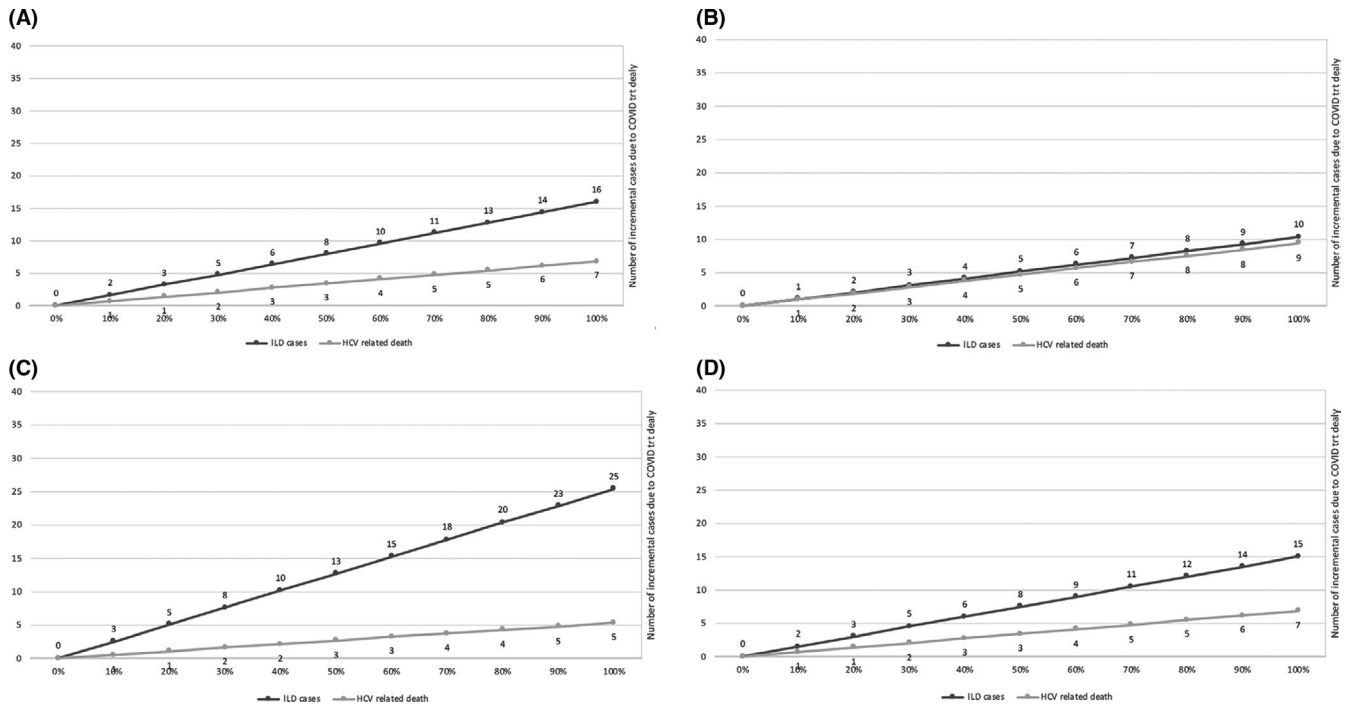 (A)
40
35
30
25
20
15
10
5
0
0 2 3 5 6 8 10 11 13 14 16
1 1 2 3 3 4 5 5 6 7
0% 10% 20% 30% 40% 50% 60% 70% 80% 90% 100%
Number of incremental cases due to COVID trt dealy
ILD cases HCV related death
(B)
40
35
30
25
20
15
10
5
0
0 1 2 3 4 5 6 7 8 9 10
1 2 3 4 5 6 7 8 8 9
0% 10% 20% 30% 40% 50% 60% 70% 80% 90% 100%
Number of incremental cases due to COVID trt dealy
ILD cases HCV related death
(C)
40
35
30
25
20
15
10
5
0
0 3 5 8 10 13 15 18 20 23 25
1 1 2 2 3 3 4 4 5 5
0% 10% 20% 30% 40% 50% 60% 70% 80% 90% 100%
Number of incremental cases due to COVID trt dealy
ILD cases HCV related death
(D)
40
35
30
25
20
15
10
5
0
0 2 3 5 6 8 9 11 12 14 15
1 1 2 3 3 4 5 5 6 7
0% 10% 20% 30% 40% 50% 60% 70% 80% 90% 100%
Number of incremental cases due to COVID trt dealy
ILD cases HCV related death